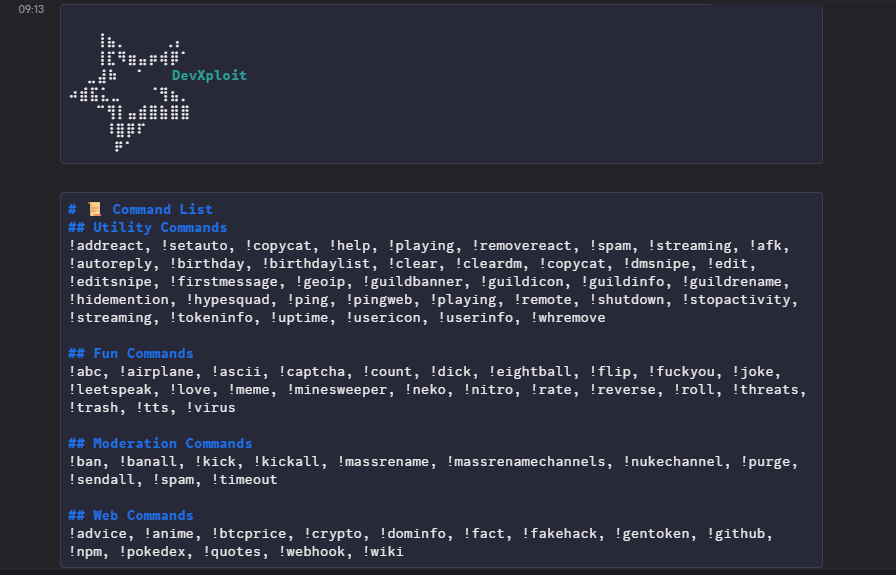 09:13
DevXploit
# 📜 Command List
## Utility Commands
!addreact, !setauto, !copycat, !help, !playing, !removereact, !spam, !streaming, !afk,
!autoreply, !birthday, !birthdaylist, !clear, !cleardm, !copycat, !dmsnipe, !edit,
!editsnipe, !firstmessage, !geoip, !guildbanner, !guildicon, !guildinfo, !guildrename,
!hidemention, !hypesquad, !ping, !pingweb, !playing, !remote, !shutdown, !stopactivity,
!streaming, !tokeninfo, !uptime, !usericon, !userinfo, !whremove
## Fun Commands
!abc, !airplane, !ascii, !captcha, !count, !dick, !eightball, !flip, !fuckyou, !joke,
!leetspeak, !love, !meme, !minesweeper, !neko, !nitro, !rate, !reverse, !roll, !threats,
!trash, !tts, !virus
## Moderation Commands
!ban, !banall, !kick, !kickall, !massrename, !massrenamechannels, !nukechannel, !purge,
!sendall, !spam, !timeout
## Web Commands
!advice, !anime, !btcprice, !crypto, !dominfo, !fact, !fakehack, !gentoken, !github,
!npm, !pokedex, !quotes, !webhook, !wiki